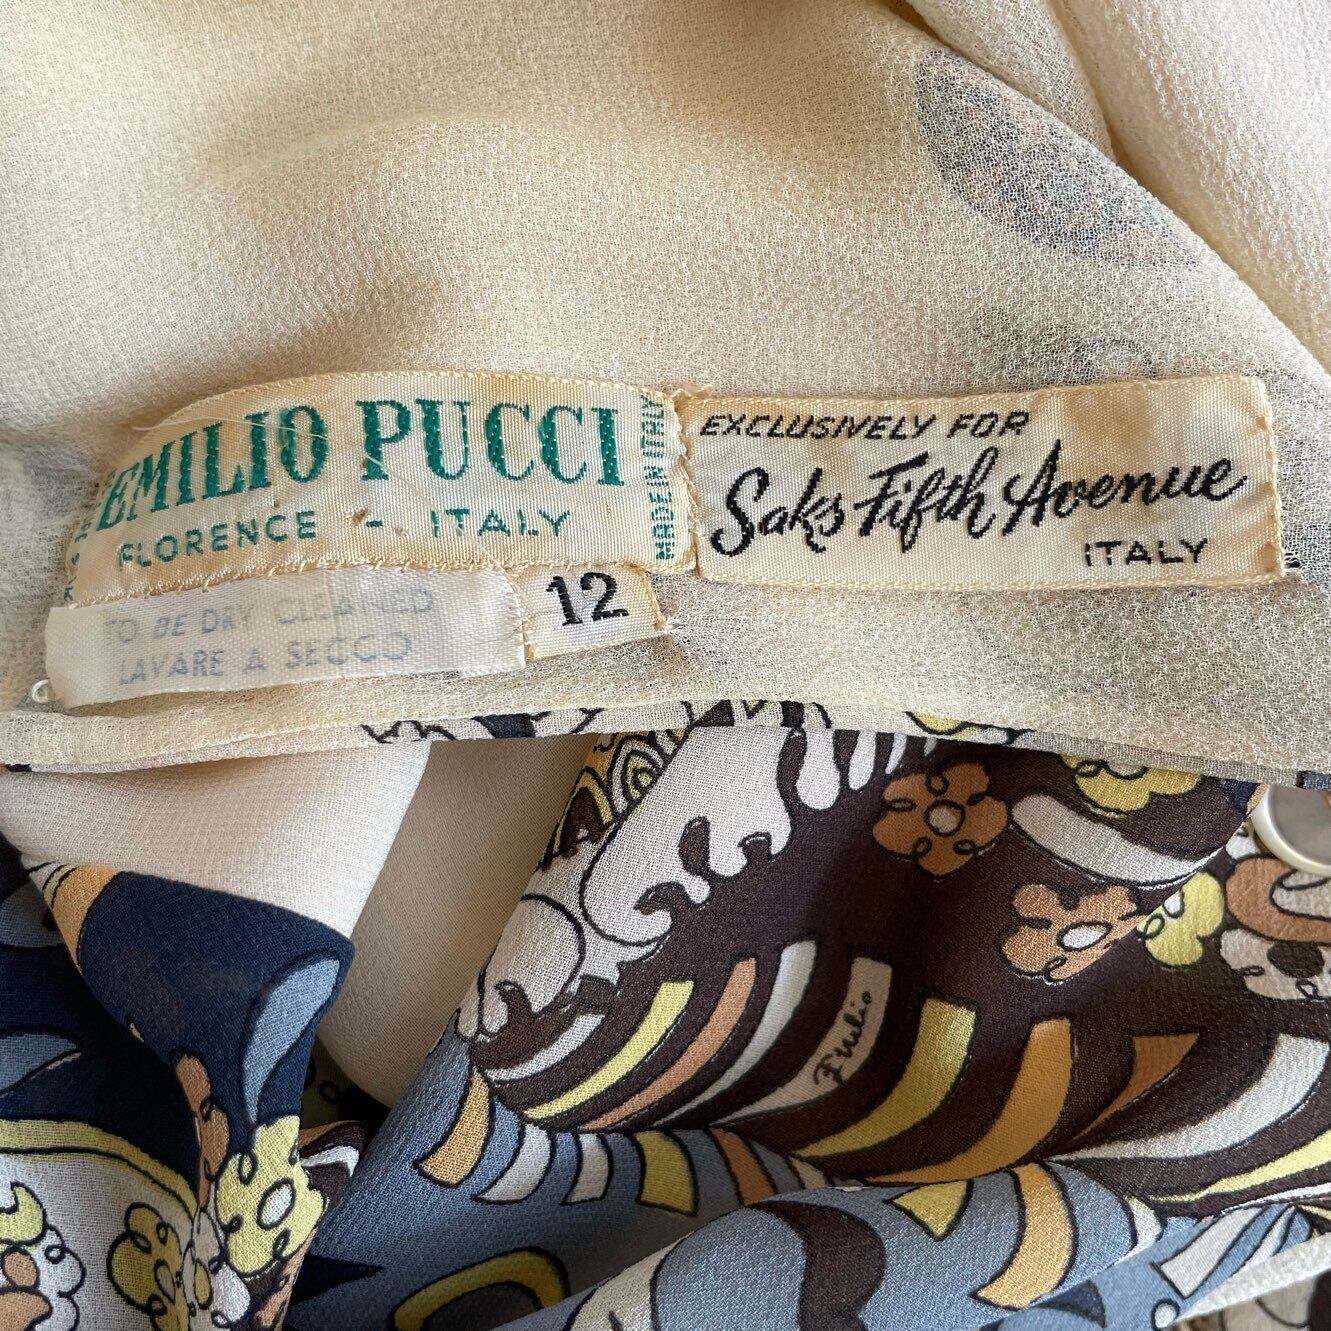 EMILIO PUCCI
FLORENCE - ITALY
MADE IN ITALY
EXCLUSIVELY FOR
Saks Fifth Avenue
ITALY
TO BE DRY CLEANED
LAVARE A SECCO
12
Emilio